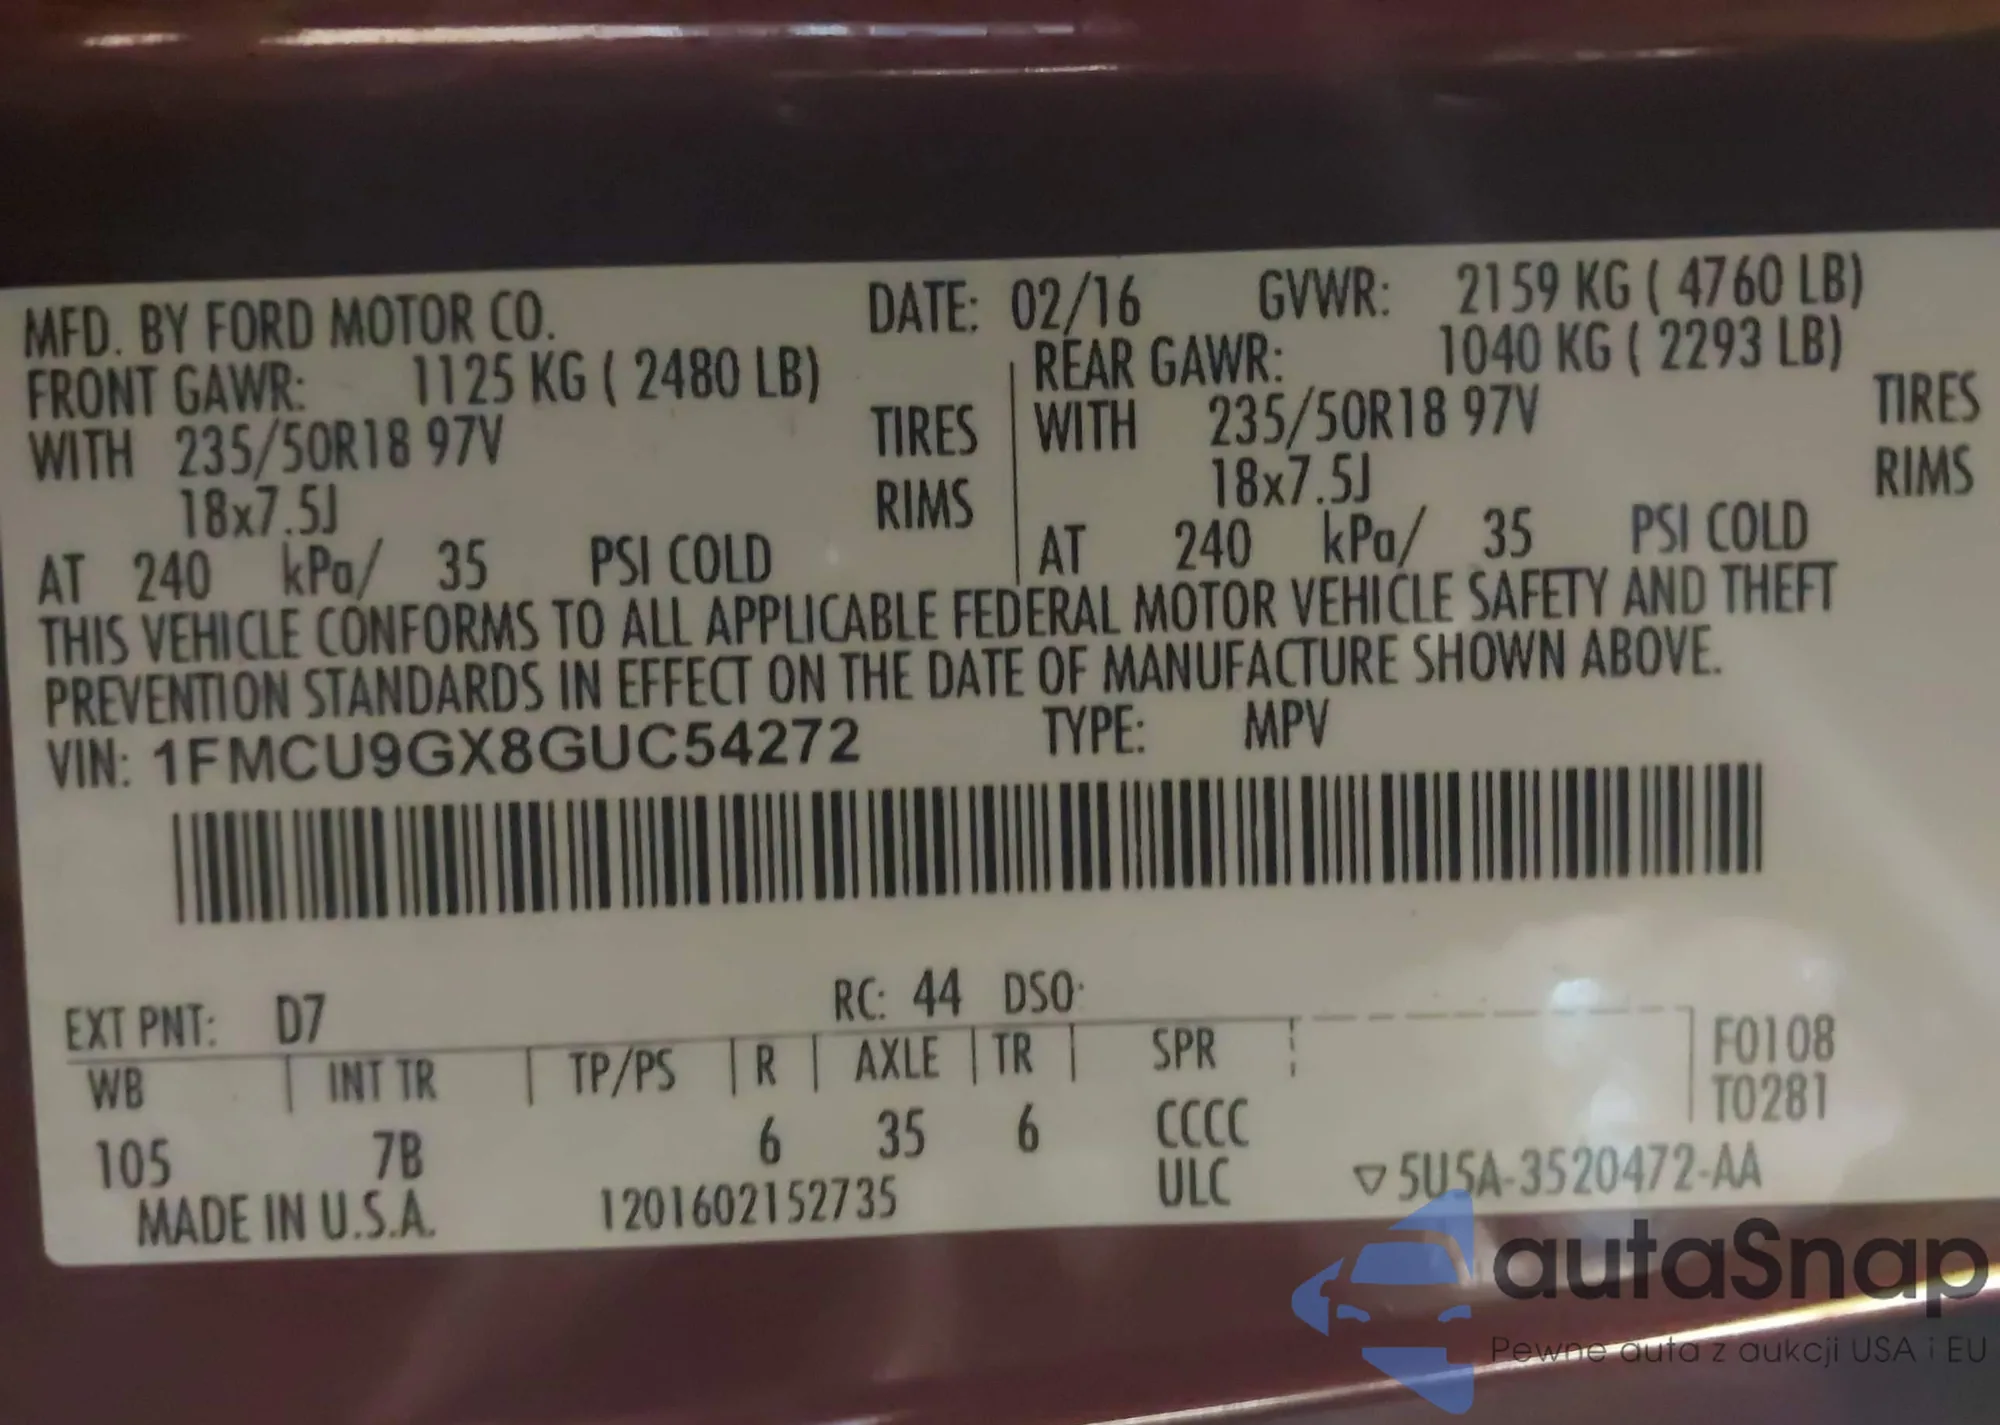 MFD. BY FORD MOTOR CO. DATE: 02/16 GVWR: 2159 KG ( 4760 LB)
FRONT GAWR: 1125 KG ( 2480 LB) REAR GAWR: 1040 KG ( 2293 LB)
WITH 235/50R18 97V TIRES WITH 235/50R18 97V TIRES
18x7.5J RIMS 18x7.5J RIMS
AT 240 kPa/ 35 PSI COLD AT 240 kPa/ 35 PSI COLD
THIS VEHICLE CONFORMS TO ALL APPLICABLE FEDERAL MOTOR VEHICLE SAFETY AND THEFT
PREVENTION STANDARDS IN EFFECT ON THE DATE OF MANUFACTURE SHOWN ABOVE.
VIN: 1FMCU9GX8GUC54272 TYPE: MPV
EXT PNT: D7 RC: 44 DSO:
WB INT TR TP/PS R AXLE TR SPR F0108
T0281
105 7B 6 35 6 CCCC
MADE IN U.S.A. 1201602152735 ULC ▽5U5A-3520472-AA
autaSnap
Pewne auta z aukcji USA i EU